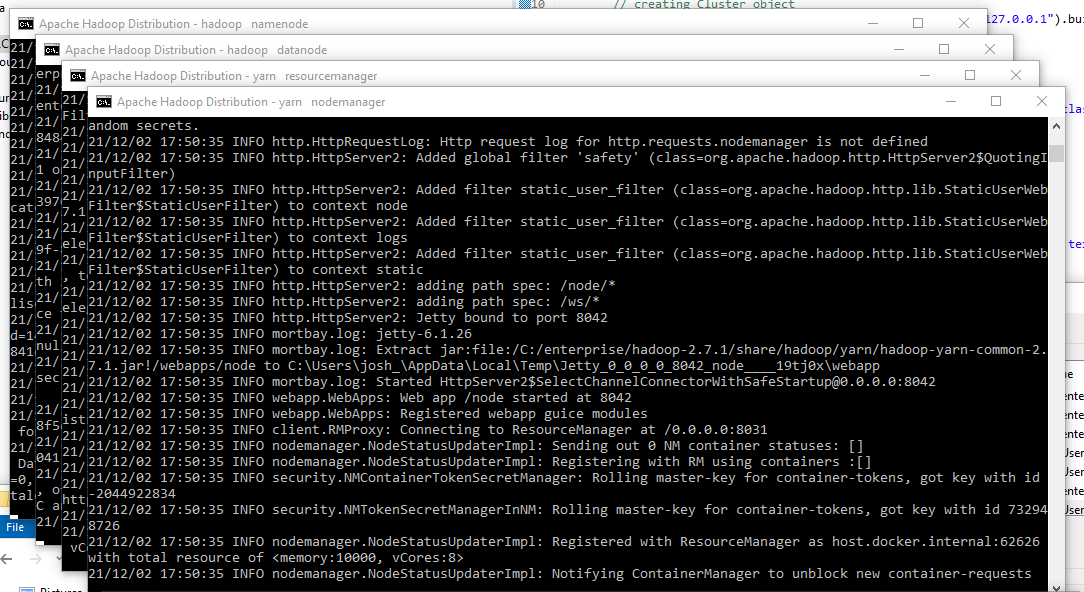 10 // creating Cluster object
Apache Hadoop Distribution - hadoop namenode
127.0.0.1").bui
Apache Hadoop Distribution - hadoop datanode
Apache Hadoop Distribution - yarn resourcemanager
Apache Hadoop Distribution - yarn nodemanager
andom secrets.
21/12/02 17:50:35 INFO http.HttpRequestLog: Http request log for http.requests.nodemanager is not defined
21/12/02 17:50:35 INFO http.HttpServer2: Added global filter 'safety' (class=org.apache.hadoop.http.HttpServer2$QuotingI
nputFilter)
21/12/02 17:50:35 INFO http.HttpServer2: Added filter static_user_filter (class=org.apache.hadoop.http.lib.StaticUserWeb
Filter$StaticUserFilter) to context node
21/12/02 17:50:35 INFO http.HttpServer2: Added filter static_user_filter (class=org.apache.hadoop.http.lib.StaticUserWeb
Filter$StaticUserFilter) to context logs
21/12/02 17:50:35 INFO http.HttpServer2: Added filter static_user_filter (class=org.apache.hadoop.http.lib.StaticUserWeb
Filter$StaticUserFilter) to context static
21/12/02 17:50:35 INFO http.HttpServer2: adding path spec: /node/*
21/12/02 17:50:35 INFO http.HttpServer2: adding path spec: /ws/*
21/12/02 17:50:35 INFO http.HttpServer2: Jetty bound to port 8042
21/12/02 17:50:35 INFO mortbay.log: jetty-6.1.26
21/12/02 17:50:35 INFO mortbay.log: Extract jar:file:/C:/enterprise/hadoop-2.7.1/share/hadoop/yarn/hadoop-yarn-common-2.
7.1.jar!/webapps/node to C:\Users\josh_\AppData\Local\Temp\Jetty_0_0_0_0_8042_node____19tj0x\webapp
21/12/02 17:50:35 INFO mortbay.log: Started HttpServer2$SelectChannelConnectorWithSafeStartup@0.0.0.0:8042
21/12/02 17:50:35 INFO webapp.WebApps: Web app /node started at 8042
21/12/02 17:50:35 INFO webapp.WebApps: Registered webapp guice modules
21/12/02 17:50:35 INFO client.RMProxy: Connecting to ResourceManager at /0.0.0.0:8031
21/12/02 17:50:35 INFO nodemanager.NodeStatusUpdaterImpl: Sending out 0 NM container statuses: []
21/12/02 17:50:35 INFO nodemanager.NodeStatusUpdaterImpl: Registering with RM using containers :[]
21/12/02 17:50:35 INFO security.NMContainerTokenSecretManager: Rolling master-key for container-tokens, got key with id
-2044922834
21/12/02 17:50:35 INFO security.NMTokenSecretManagerInNM: Rolling master-key for container-tokens, got key with id 73294
8726
21/12/02 17:50:35 INFO nodemanager.NodeStatusUpdaterImpl: Registered with ResourceManager as host.docker.internal:62626
with total resource of <memory:10000, vCores:8>
21/12/02 17:50:35 INFO nodemanager.NodeStatusUpdaterImpl: Notifying ContainerManager to unblock new container-requests
File